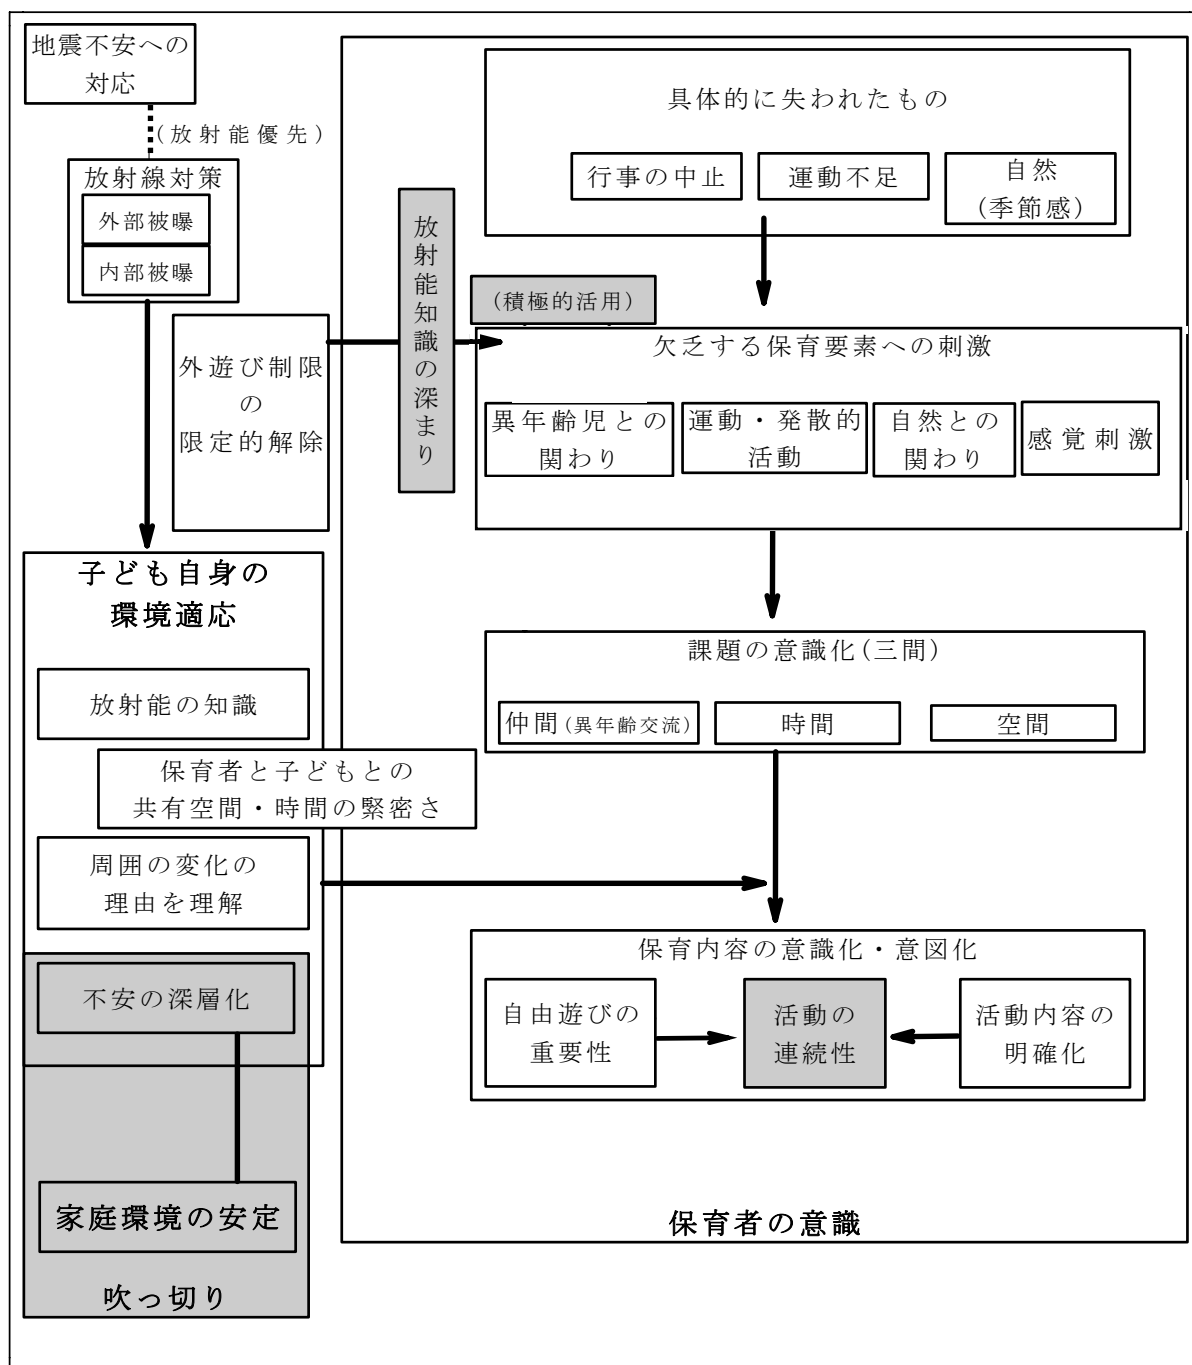 地震不安への
対応
(放射能優先)
放射線対策
外部被曝
内部被曝
外遊び制限
の
限定的解除
子ども自身の
環境適応
放射能の知識
保育者と子どもとの
共有空間・時間の緊密さ
周囲の変化の
理由を理解
不安の深層化
家庭環境の安定
吹っ切り
具体的に失われたもの
行事の中止
運動不足
自然
(季節感)
放射能知識の深まり
(積極的活用)
欠乏する保育要素への刺激
異年齢児との
関わり
運動・発散的
活動
自然との
関わり
感覚刺激
課題の意識化(三間)
仲間(異年齢交流)
時間
空間
保育内容の意識化・意図化
自由遊びの
重要性
活動の
連続性
活動内容の
明確化
保育者の意識